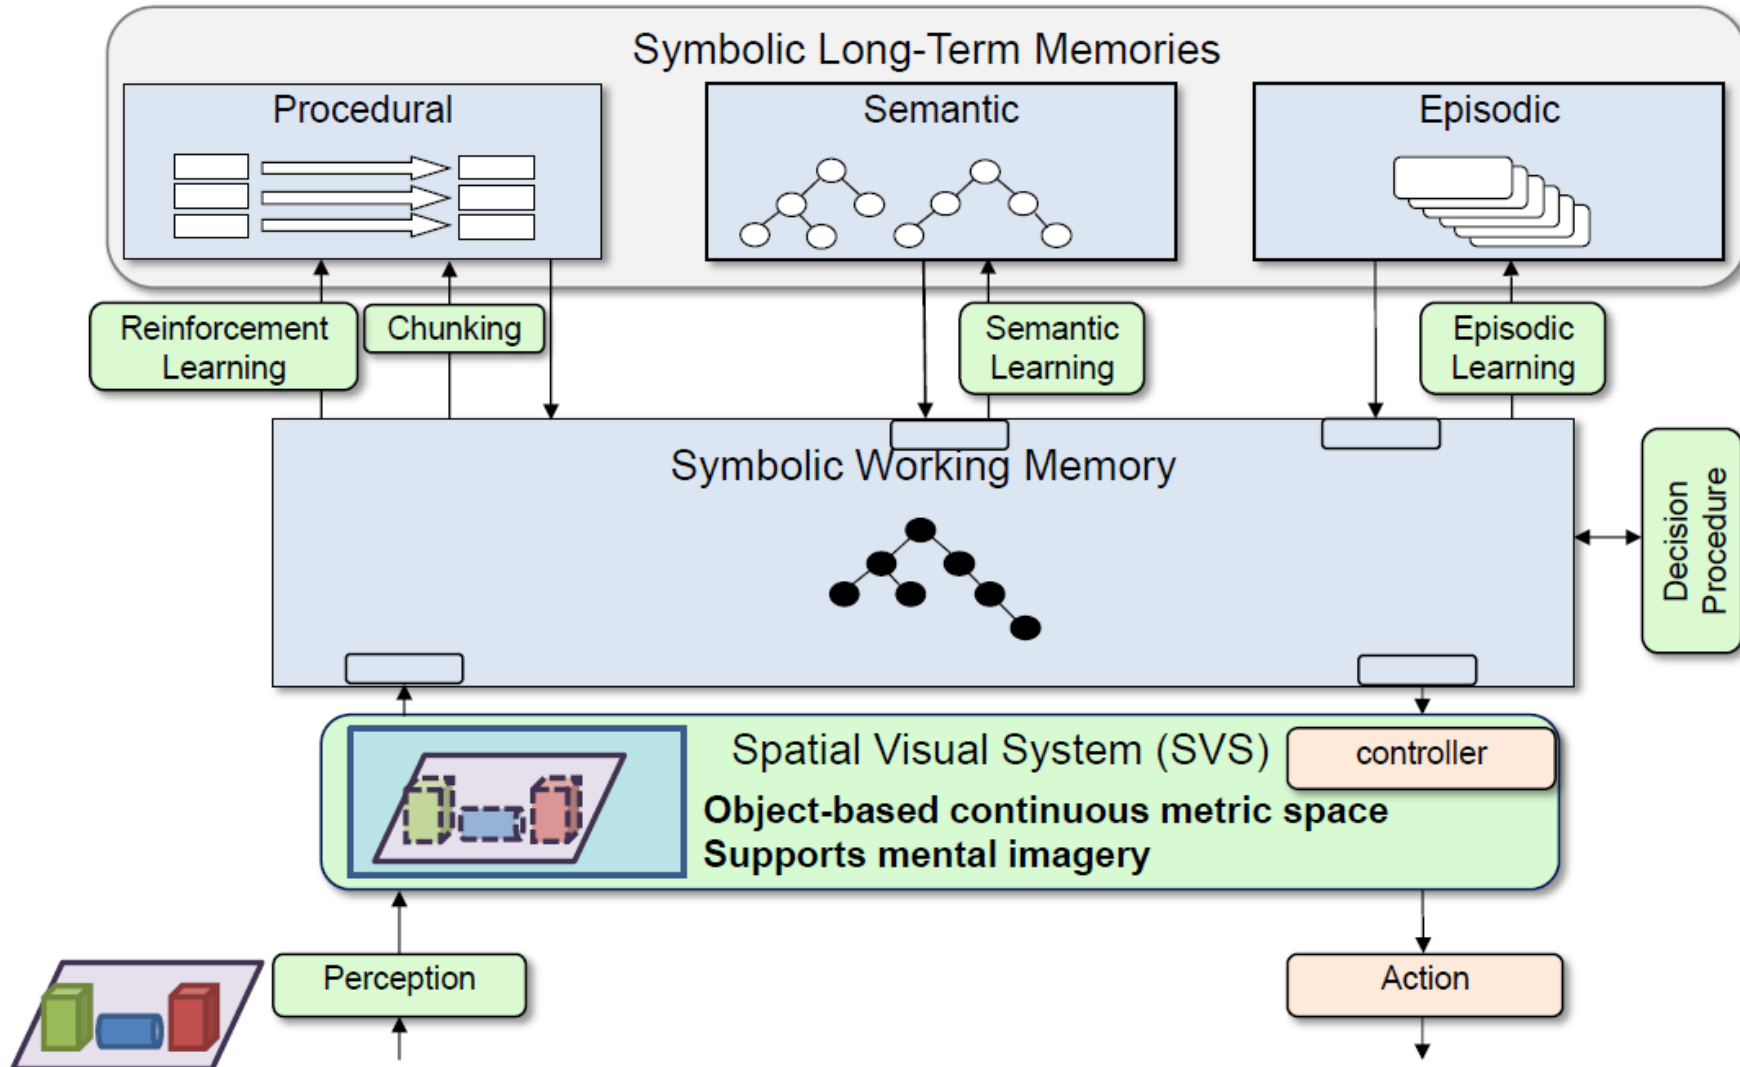 Symbolic Long-Term Memories
Procedural
Semantic
Episodic
Reinforcement
Learning
Chunking
Semantic
Learning
Episodic
Learning
Symbolic Working Memory
Decision
Procedure
Spatial Visual System (SVS)
controller
Object-based continuous metric space
Supports mental imagery
Perception
Action